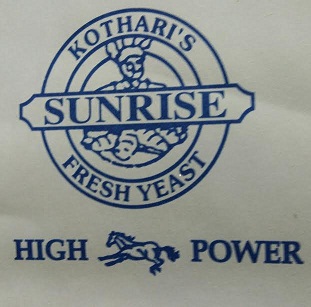 KOTHARI'S
SUNRISE
FRESH YEAST
HIGH POWER